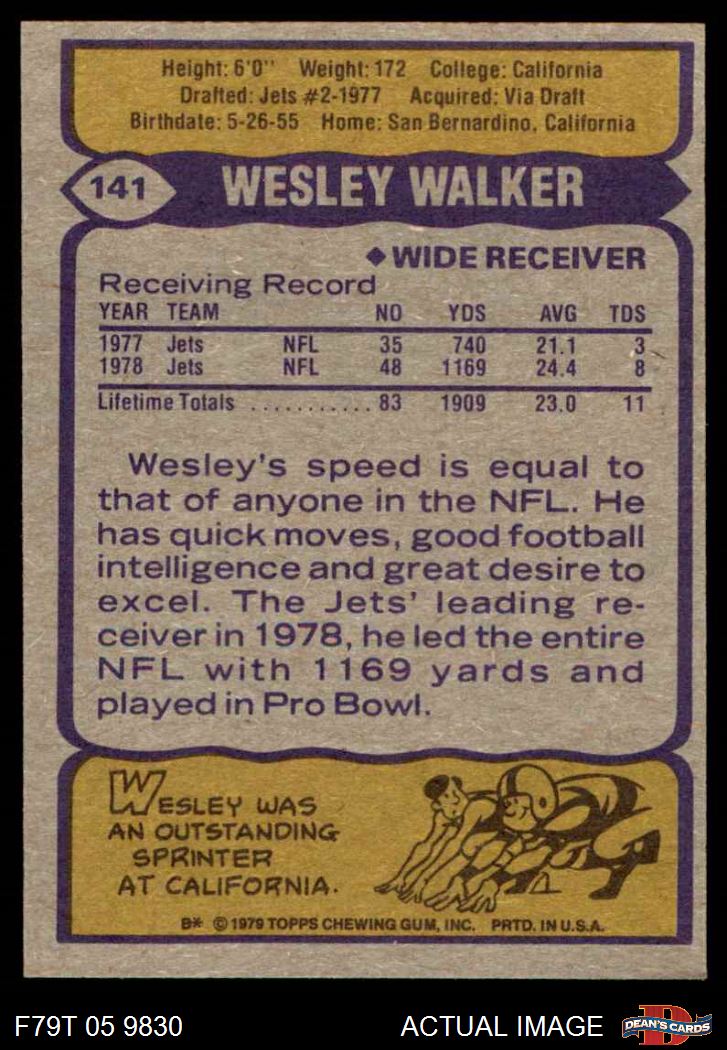 Height: 6'0" Weight: 172 College: California
Drafted: Jets #2-1977 Acquired: Via Draft
Birthdate: 5-26-55 Home: San Bernardino, California
141 WESLEY WALKER
◆ WIDE RECEIVER
Receiving Record
YEAR TEAM NO YDS AVG TDS
1977 Jets NFL 35 740 21.1 3
1978 Jets NFL 48 1169 24.4 8
Lifetime Totals ........... 83 1909 23.0 11
Wesley's speed is equal to
that of anyone in the NFL. He
has quick moves, good football
intelligence and great desire to
excel. The Jets' leading re-
ceiver in 1978, he led the entire
NFL with 1169 yards and
played in Pro Bowl.
WESLEY WAS
AN OUTSTANDING
SPRINTER
AT CALIFORNIA.
B* © 1979 TOPPS CHEWING GUM, INC. PRTD. IN U.S.A.
F79T 05 9830 ACTUAL IMAGE D DEAN'S CARDS